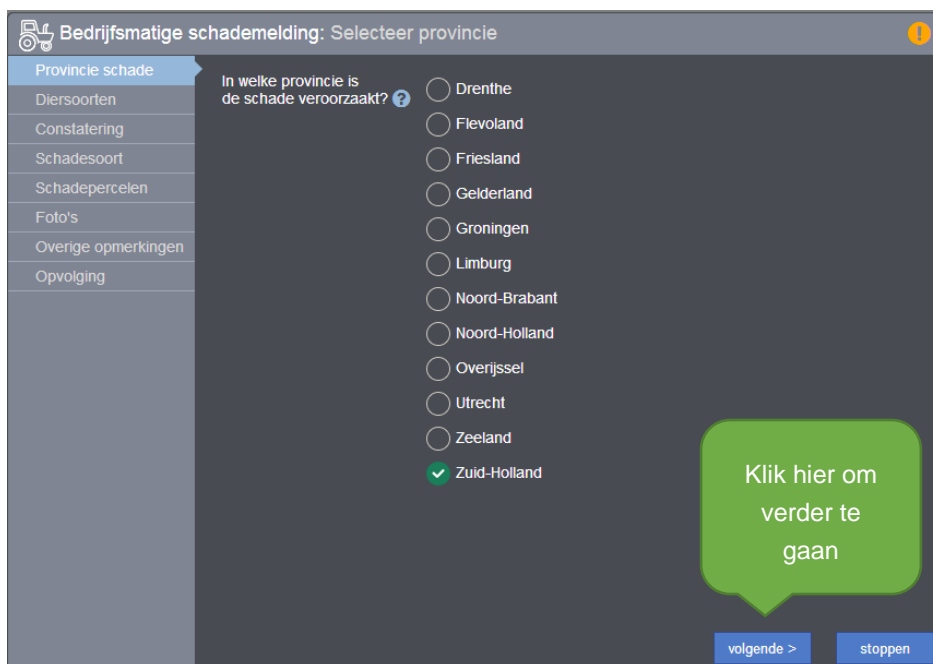 Bedrijfsmatige schademelding: Selecteer provincie
Provincie schade
Diersoorten
Constatering
Schadesoort
Schadepercelen
Foto's
Overige opmerkingen
Opvolging
In welke provincie is
de schade veroorzaakt? ?
Drenthe
Flevoland
Friesland
Gelderland
Groningen
Limburg
Noord-Brabant
Noord-Holland
Overijssel
Utrecht
Zeeland
Zuid-Holland
Klik hier om
verder te
gaan
volgende >
stoppen